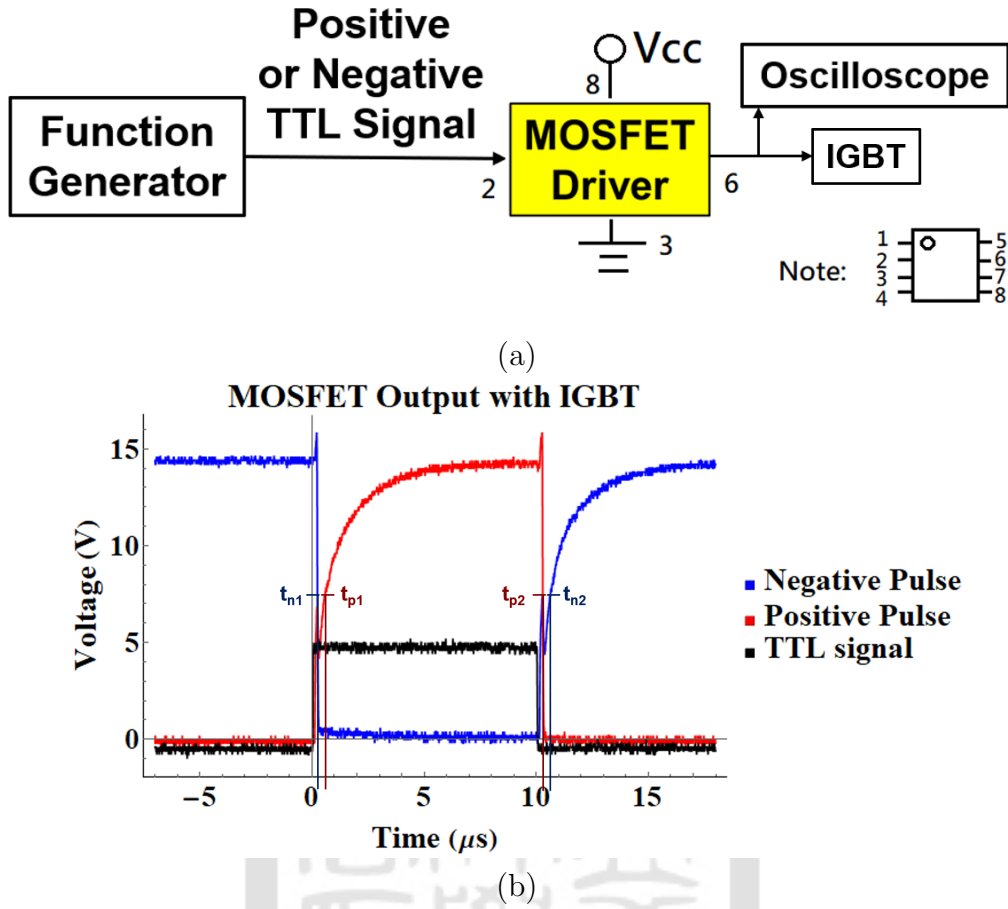 Positive
or Negative
TTL Signal
Function
Generator
Vcc
8
MOSFET
Driver
2
6
3
Oscilloscope
IGBT
Note:
1
2
3
4
5
6
7
8
(a)
MOSFET Output with IGBT
Voltage (V)
15
10
5
0
tn1
tp1
tp2
tn2
Negative Pulse
Positive Pulse
TTL signal
−5
0
5
10
15
Time (μs)
(b)